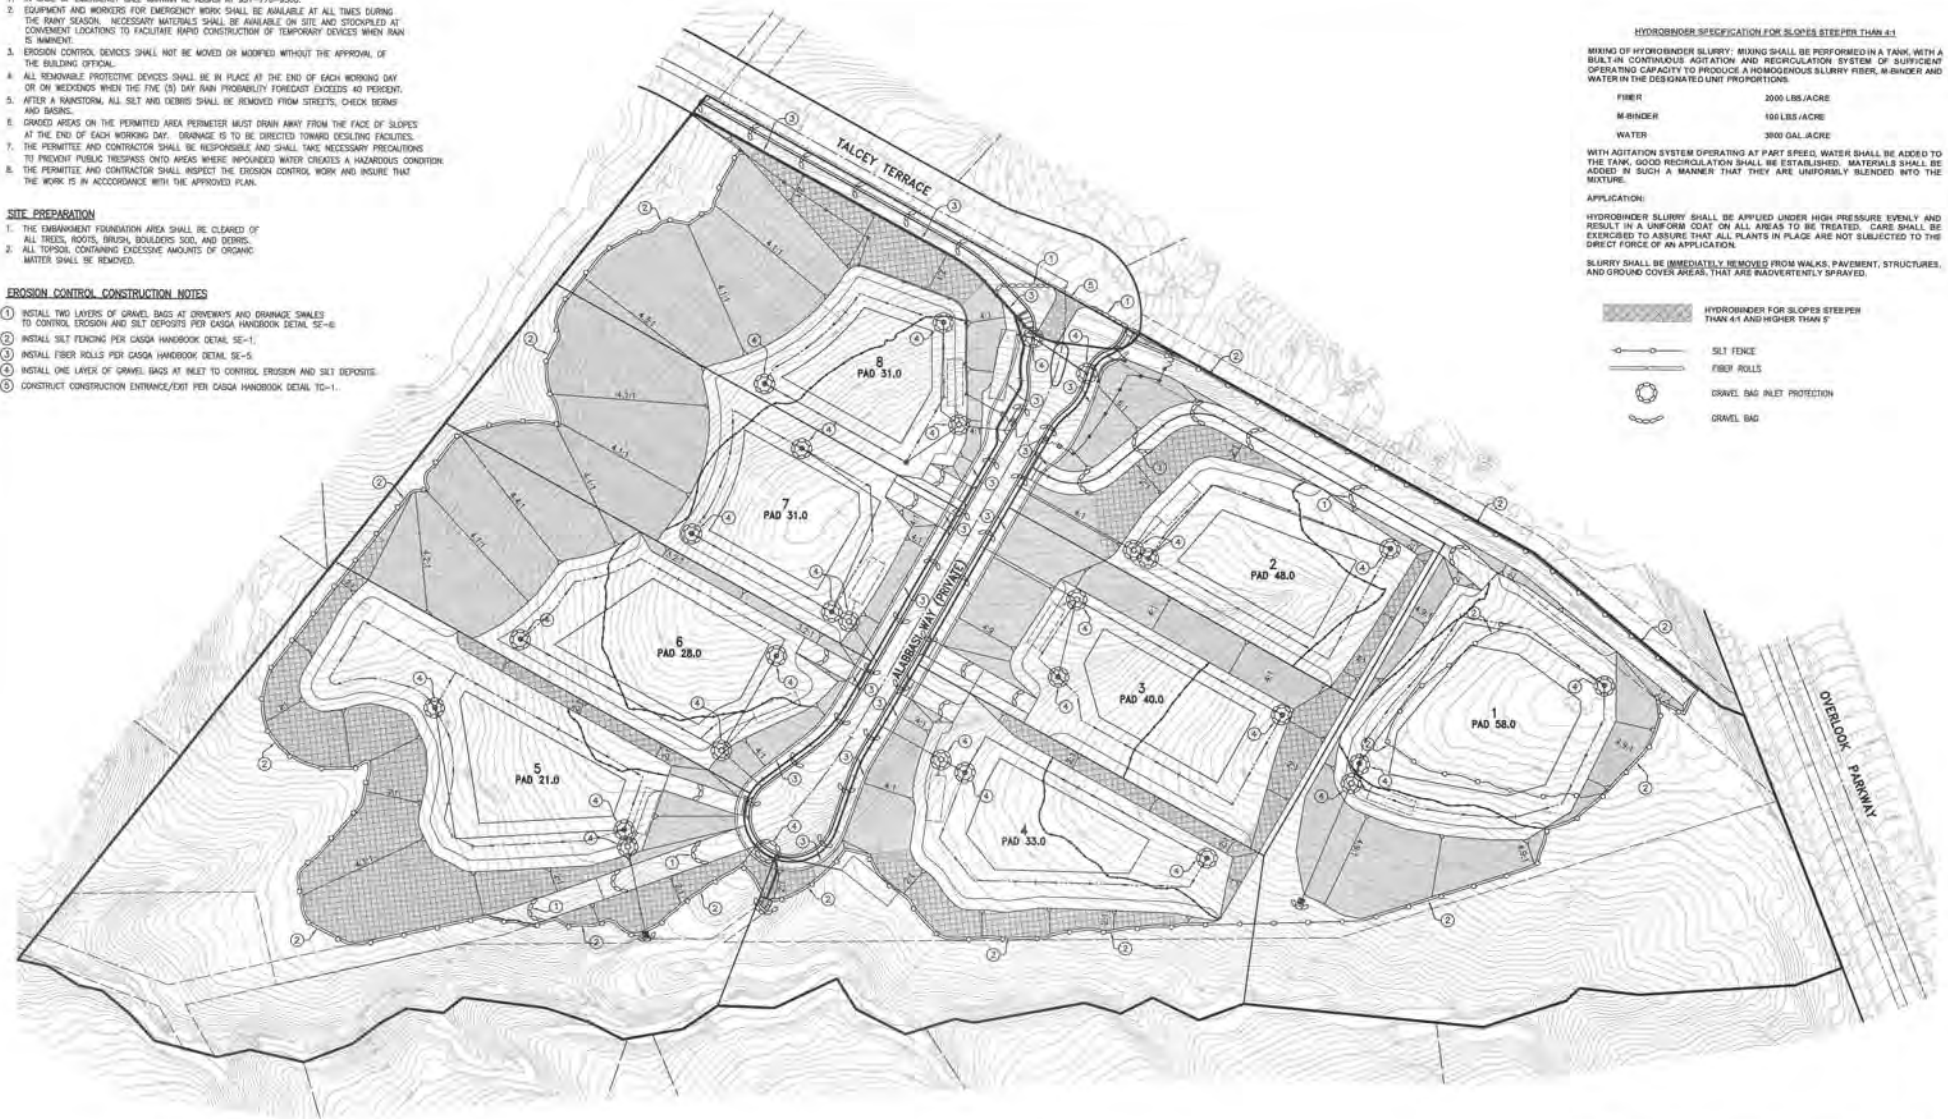 2. EQUIPMENT AND WORKERS FOR EMERGENCY WORK SHALL BE AVAILABLE AT ALL TIMES DURING
THE RAINY SEASON. NECESSARY MATERIALS SHALL BE AVAILABLE ON SITE AND STOCKPILED AT
CONVENIENT LOCATIONS TO FACILITATE RAPID CONSTRUCTION OF TEMPORARY DEVICES WHEN RAIN
IS IMMINENT.
3. EROSION CONTROL DEVICES SHALL NOT BE MOVED OR MODIFIED WITHOUT THE APPROVAL OF
THE BUILDING OFFICIAL.
4. ALL REMOVABLE PROTECTIVE DEVICES SHALL BE IN PLACE AT THE END OF EACH WORKING DAY
OR ON WEEKENDS WHEN THE FIVE (5) DAY RAIN PROBABILITY FORECAST EXCEEDS 40 PERCENT.
5. AFTER A RAINSTORM, ALL SILT AND DEBRIS SHALL BE REMOVED FROM STREETS, CHECK BERMS
AND BASINS.
6. GRADED AREAS ON THE PERMITTED AREA PERIMETER MUST DRAIN AWAY FROM THE FACE OF SLOPES
AT THE END OF EACH WORKING DAY. DRAINAGE IS TO BE DIRECTED TOWARD DESILTING FACILITIES.
7. THE PERMITTEE AND CONTRACTOR SHALL BE RESPONSIBLE AND SHALL TAKE NECESSARY PRECAUTIONS
TO PREVENT PUBLIC TRESPASS ONTO AREAS WHERE IMPOUNDED WATER CREATES A HAZARDOUS CONDITION.
8. THE PERMITTEE AND CONTRACTOR SHALL INSPECT THE EROSION CONTROL WORK AND INSURE THAT
THE WORK IS IN ACCCORDANCE WITH THE APPROVED PLAN.
SITE PREPARATION
1. THE EMBANKMENT FOUNDATION AREA SHALL BE CLEARED OF
ALL TREES, ROOTS, BRUSH, BOULDERS SOD, AND DEBRIS.
2. ALL TOPSOIL CONTAINING EXCESSIVE AMOUNTS OF ORGANIC
MATTER SHALL BE REMOVED.
EROSION CONTROL CONSTRUCTION NOTES
1 INSTALL TWO LAYERS OF GRAVEL BAGS AT DRIVEWAYS AND DRAINAGE SWALES
TO CONTROL EROSION AND SILT DEPOSITS PER CASQA HANDBOOK DETAIL SE-6
2 INSTALL SILT FENCING PER CASQA HANDBOOK DETAIL SE-1.
3 INSTALL FIBER ROLLS PER CASQA HANDBOOK DETAIL SE-5
4 INSTALL ONE LAYER OF GRAVEL BAGS AT INLET TO CONTROL EROSION AND SILT DEPOSITS.
5 CONSTRUCT CONSTRUCTION ENTRANCE/EXIT PER CASQA HANDBOOK DETAIL TC-1.
HYDROBINDER SPECIFICATION FOR SLOPES STEEPER THAN 4:1
MIXING OF HYDROBINDER SLURRY: MIXING SHALL BE PERFORMED IN A TANK, WITH A
BUILT-IN CONTINUOUS AGITATION AND RECIRCULATION SYSTEM OF SUFFICIENT
OPERATING CAPACITY TO PRODUCE A HOMOGENOUS SLURRY FIBER, M-BINDER AND
WATER IN THE DESIGNATED UNIT PROPORTIONS.
FIBER 2000 LBS./ACRE
M-BINDER 100 LBS./ACRE
WATER 3000 GAL./ACRE
WITH AGITATION SYSTEM OPERATING AT PART SPEED, WATER SHALL BE ADDED TO
THE TANK, GOOD RECIRCULATION SHALL BE ESTABLISHED. MATERIALS SHALL BE
ADDED IN SUCH A MANNER THAT THEY ARE UNIFORMLY BLENDED INTO THE
MIXTURE.
APPLICATION:
HYDROBINDER SLURRY SHALL BE APPLIED UNDER HIGH PRESSURE EVENLY AND
RESULT IN A UNIFORM COAT ON ALL AREAS TO BE TREATED. CARE SHALL BE
EXERCISED TO ASSURE THAT ALL PLANTS IN PLACE ARE NOT SUBJECTED TO THE
DIRECT FORCE OF AN APPLICATION.
SLURRY SHALL BE IMMEDIATELY REMOVED FROM WALKS, PAVEMENT, STRUCTURES,
AND GROUND COVER AREAS, THAT ARE INADVERTENTLY SPRAYED.
HYDROBINDER FOR SLOPES STEEPER
THAN 4:1 AND HIGHER THAN 5'
SILT FENCE
FIBER ROLLS
GRAVEL BAG INLET PROTECTION
GRAVEL BAG
TALCEY TERRACE
8
PAD 31.0
7
PAD 31.0
2
PAD 48.0
ALABBASI WAY (PRIVATE)
6
PAD 28.0
3
PAD 40.0
1
PAD 58.0
OVERLOOK PARKWAY
5
PAD 21.0
4
PAD 33.0